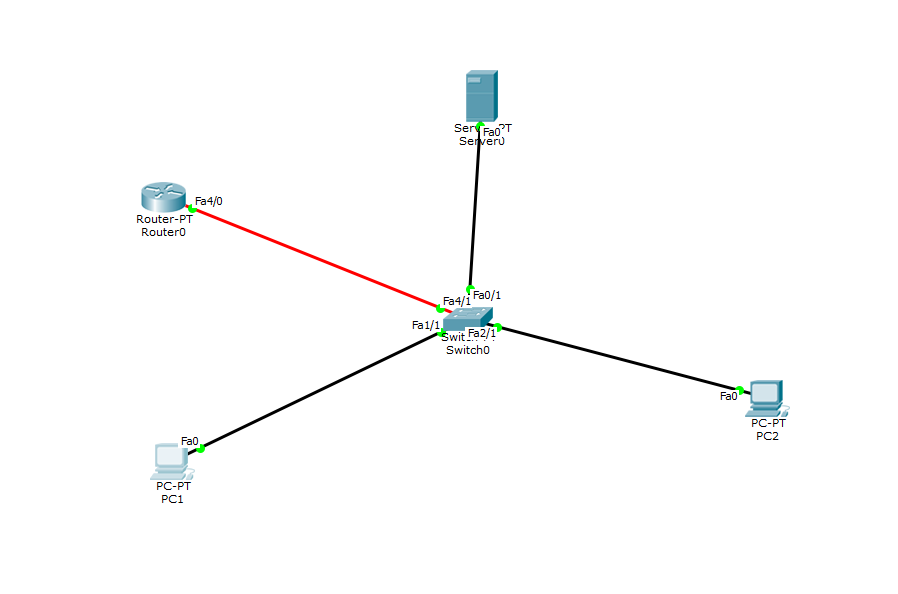 Fa0
Server0
Fa4/0
Router-PT
Router0
Fa0/1
Fa4/1
Fa1/1
Fa2/1
Switch0
Fa0
PC-PT
PC2
Fa0
PC-PT
PC1